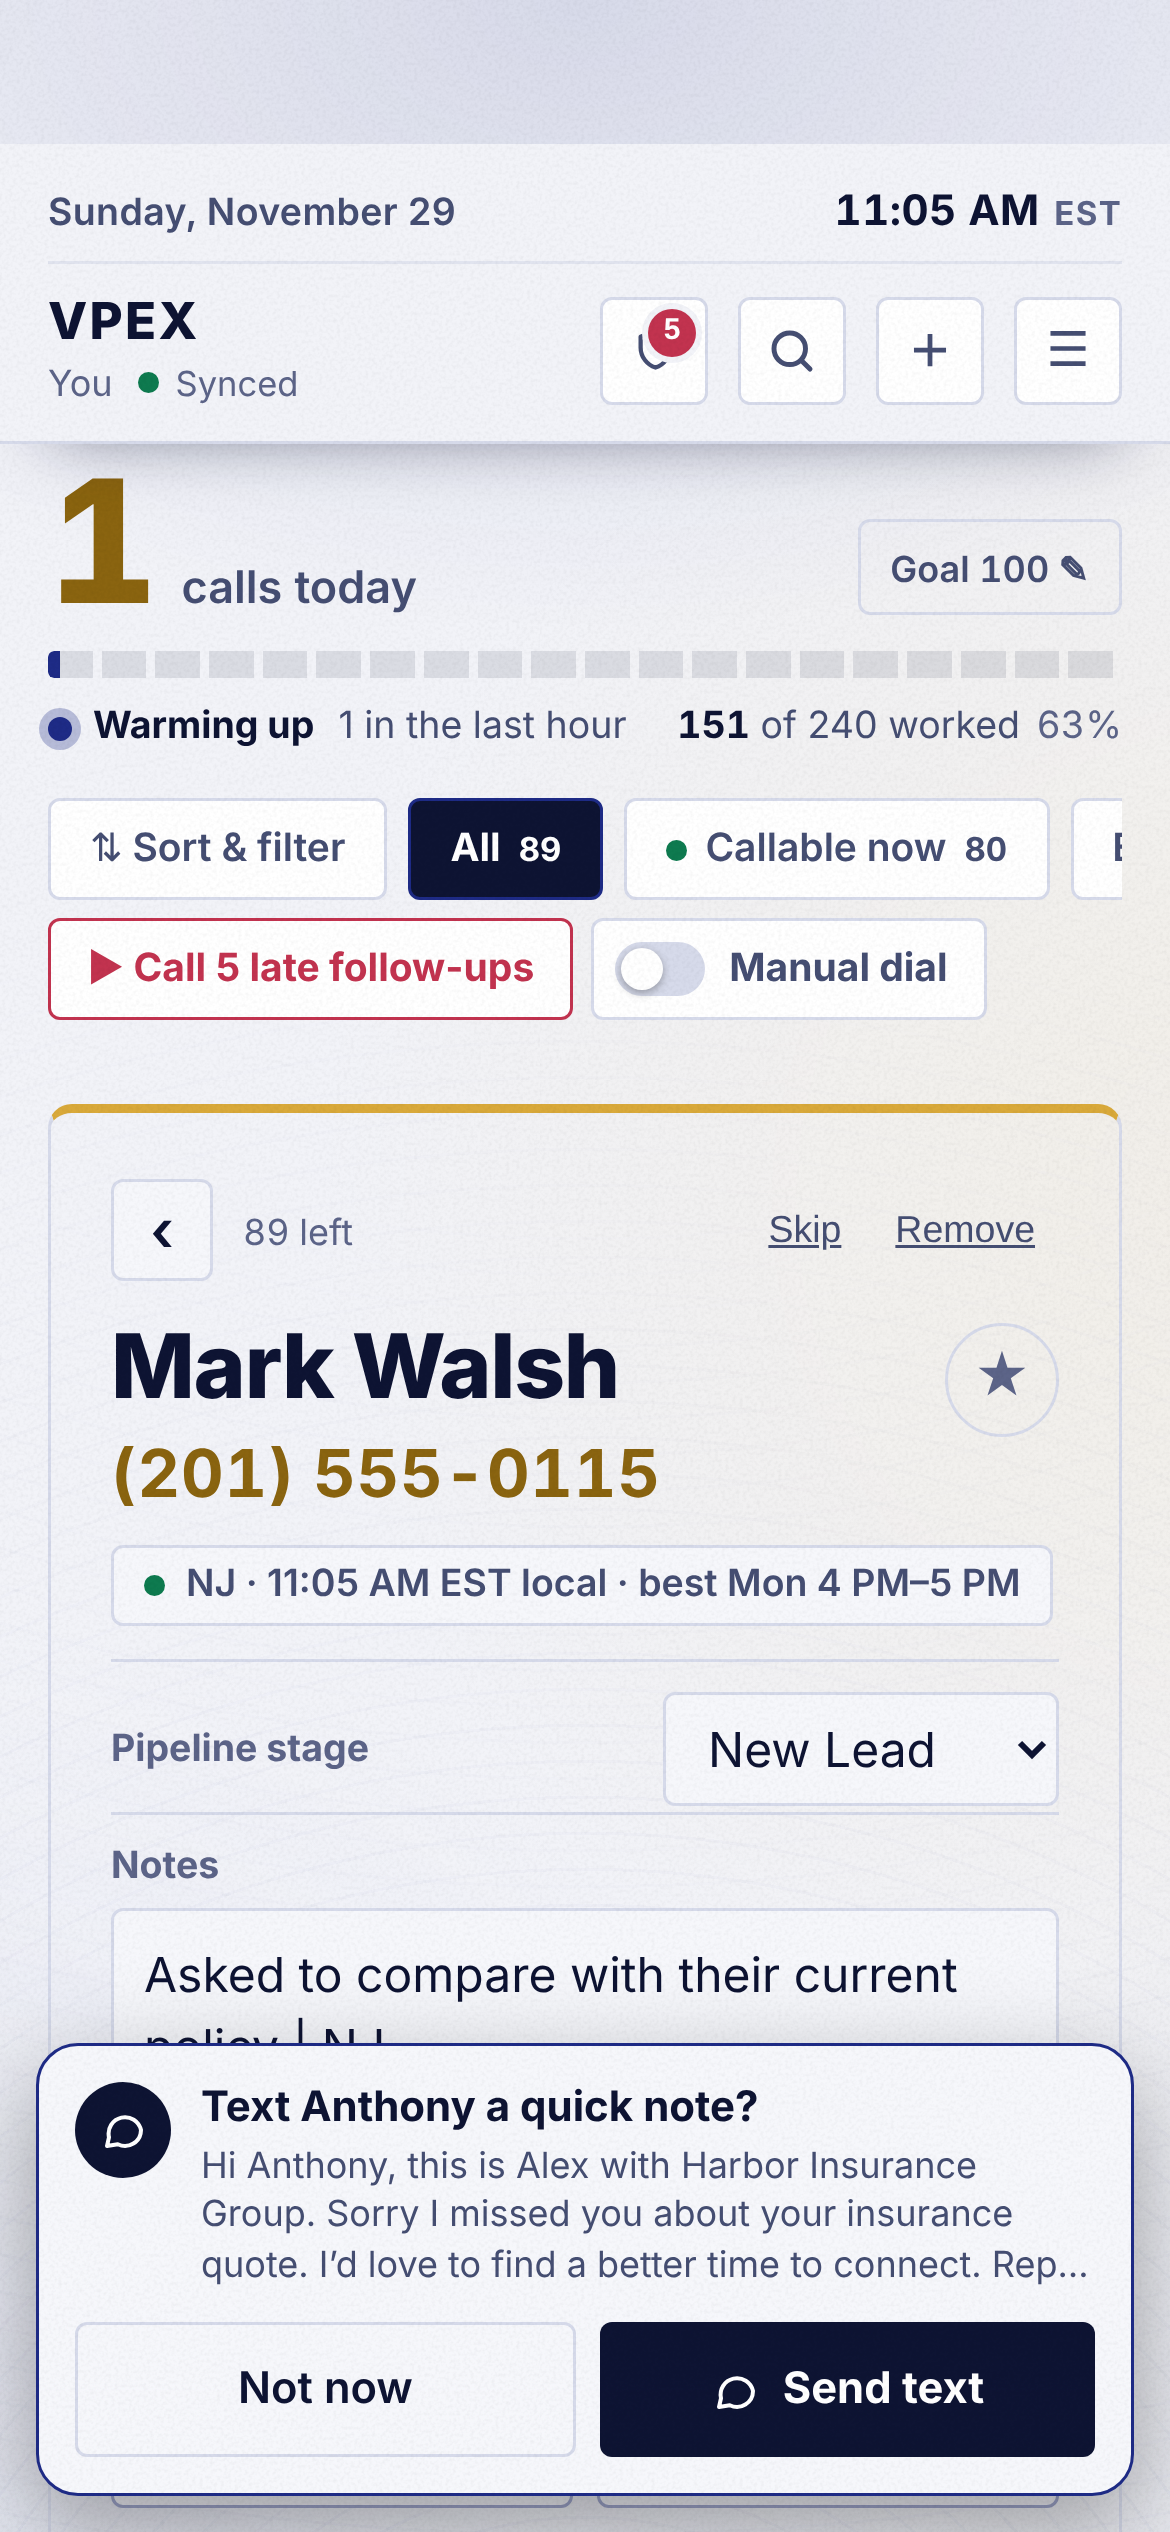 Sunday, November 29
11:05 AM EST
VPEX
5
You Synced
1 calls today
Goal 100 ✎
Warming up 1 in the last hour 151 of 240 worked 63%
⇅ Sort & filter
All 89
Callable now 80
▶ Call 5 late follow-ups
Manual dial
‹ 89 left
Skip Remove
Mark Walsh
★
(201) 555-0115
NJ · 11:05 AM EST local · best Mon 4 PM–5 PM
Pipeline stage
New Lead
Notes
Asked to compare with their current
policy | NJ
Text Anthony a quick note?
Hi Anthony, this is Alex with Harbor Insurance
Group. Sorry I missed you about your insurance
quote. I’d love to find a better time to connect. Rep...
Not now
Send text